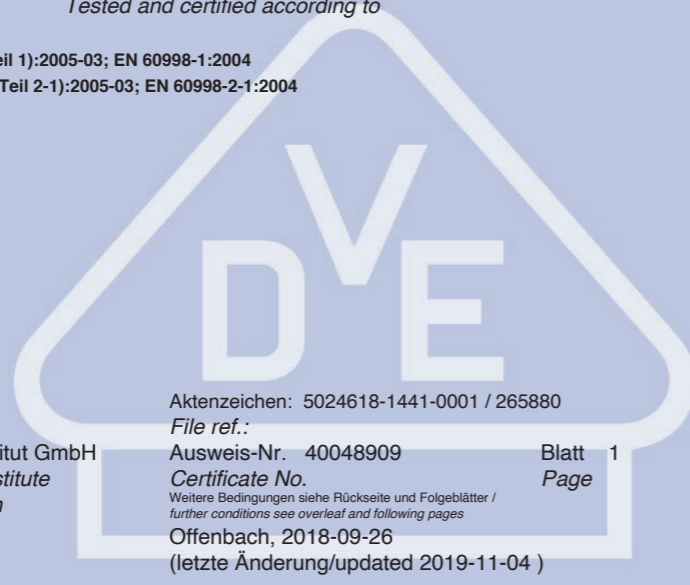 Tested and certified according to
eil 1):2005-03; EN 60998-1:2004
Teil 2-1):2005-03; EN 60998-2-1:2004
VDE
Aktenzeichen: 5024618-1441-0001 / 265880
File ref.:
itut GmbH Ausweis-Nr. 40048909 Blatt 1
stitute Certificate No. Page
Weitere Bedingungen siehe Rückseite und Folgeblätter /
further conditions see overleaf and following pages
Offenbach, 2018-09-26
(letzte Änderung/updated 2019-11-04 )